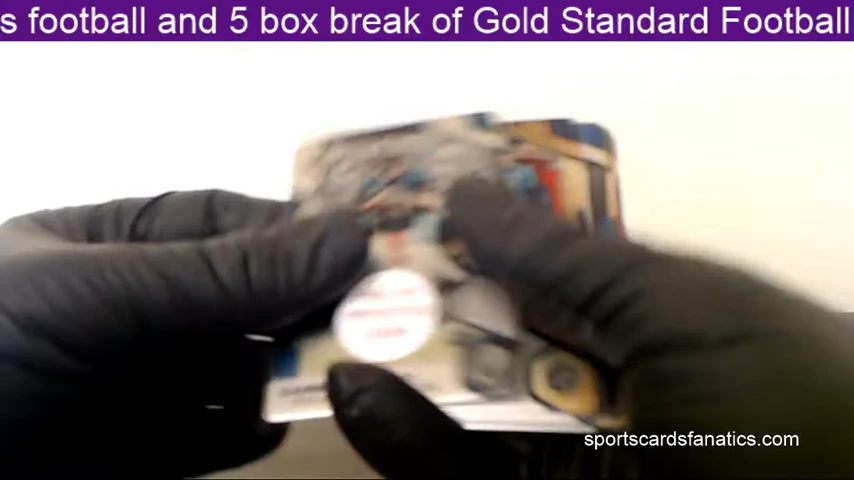 s football and 5 box break of Gold Standard Football
sportscardsfanatics.com